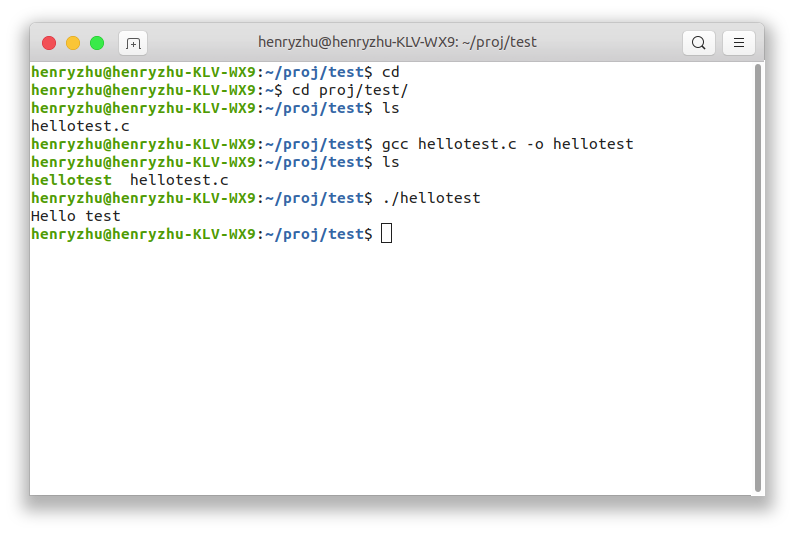 henryzhu@henryzhu-KLV-WX9: ~/proj/test
henryzhu@henryzhu-KLV-WX9:~/proj/test$ cd
henryzhu@henryzhu-KLV-WX9:~$ cd proj/test/
henryzhu@henryzhu-KLV-WX9:~/proj/test$ ls
hellotest.c
henryzhu@henryzhu-KLV-WX9:~/proj/test$ gcc hellotest.c -o hellotest
henryzhu@henryzhu-KLV-WX9:~/proj/test$ ls
hellotest  hellotest.c
henryzhu@henryzhu-KLV-WX9:~/proj/test$ ./hellotest
Hello test
henryzhu@henryzhu-KLV-WX9:~/proj/test$